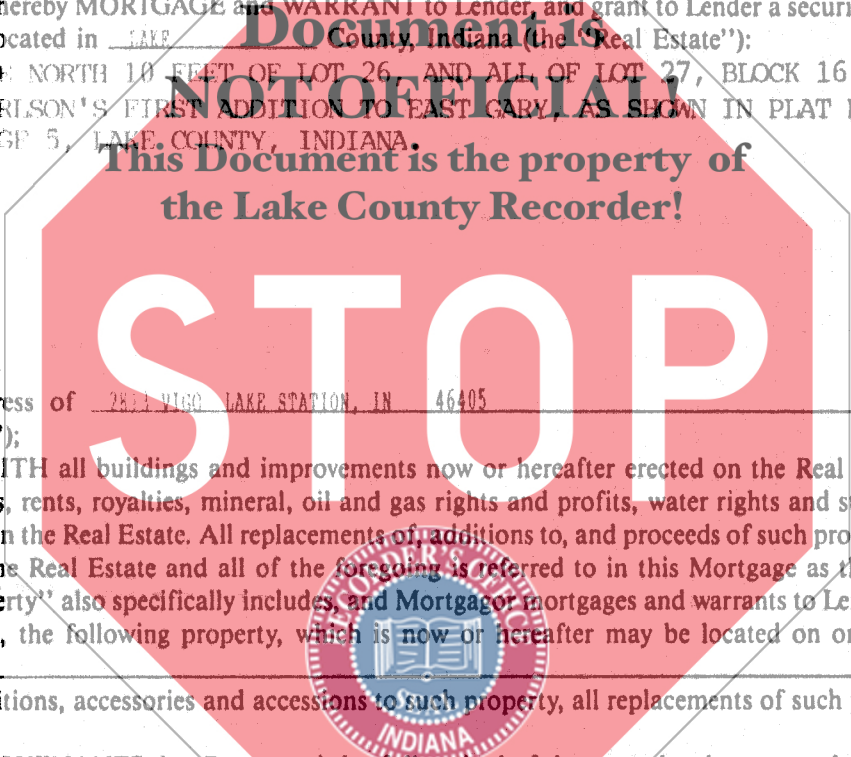 hereby MORTGAGE and WARRANT to Lender, and grant to Lender a securi
Document is
ocated in LAKE County, Indiana (the "Real Estate"):
NORTH 10 FEET OF LOT 26, AND ALL OF LOT 27, BLOCK 16
NOT OFFICIAL!
RLSON'S FIRST ADDITION TO EAST GARY, AS SHOWN IN PLAT
GE 5, LAKE COUNTY, INDIANA.
This Document is the property of
the Lake County Recorder!
STOP
ess of VIGO LAKE STATION, IN 46405
");
ITH all buildings and improvements now or hereafter erected on the Real
s, rents, royalties, mineral, oil and gas rights and profits, water rights and s
n the Real Estate. All replacements of, additions to, and proceeds of such pro
e Real Estate and all of the foregoing is referred to in this Mortgage as th
erty" also specifically includes, and Mortgagor mortgages and warrants to Le
, the following property, which is now or hereafter may be located on or
itions, accessories and accessions to such property, all replacements of such
RECORDER'S OFFICE
SEAL
INDIANA